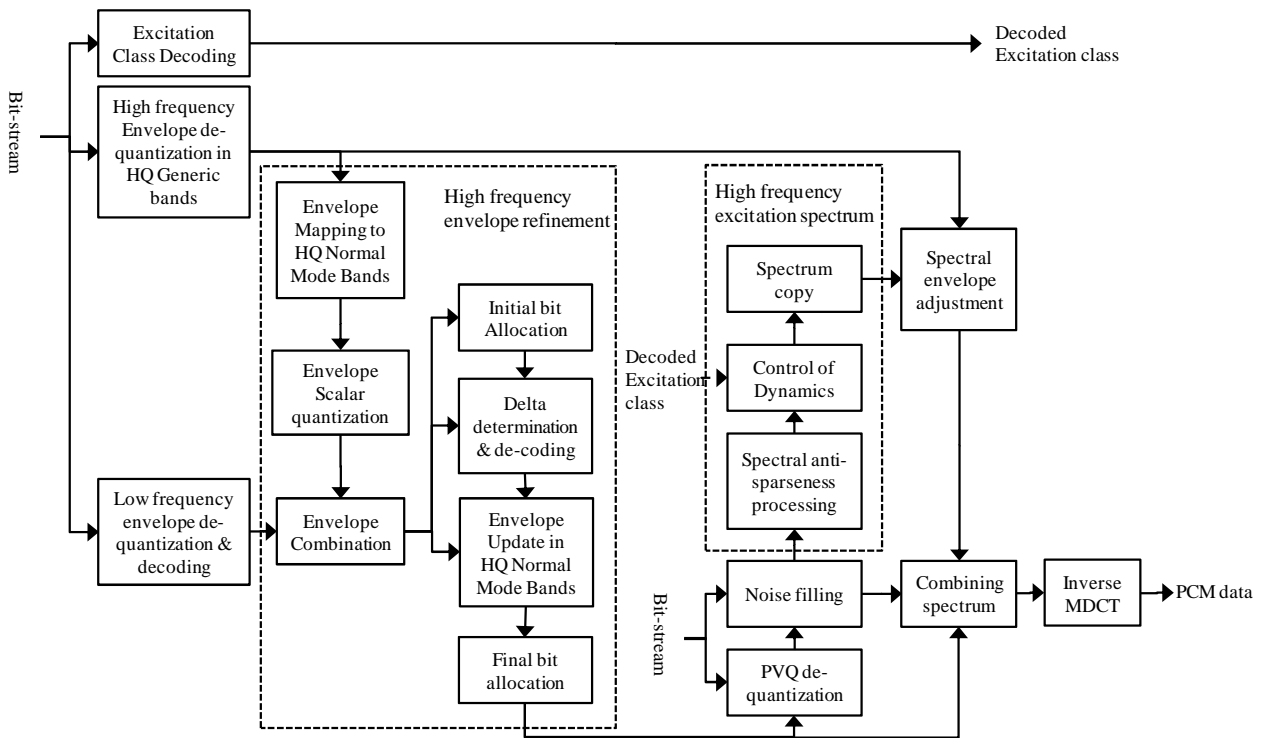 Bit-stream
Excitation
Class Decoding
Decoded
Excitation class
High frequency
Envelope de-
quantization in
HQ Generic
bands
High frequency
envelope refinement
Envelope
Mapping to
HQ Normal
Mode Bands
Initial bit
Allocation
Envelope
Scalar
quantization
Delta
determination
& de-coding
Low frequency
envelope de-
quantization &
decoding
Envelope
Combination
Envelope
Update in
HQ Normal
Mode Bands
Final bit
allocation
High frequency
excitation spectrum
Spectrum
copy
Spectral
envelope
adjustment
Decoded
Excitation
class
Control of
Dynamics
Spectral anti-
sparseness
processing
Bit-stream
Noise filling
Combining
spectrum
Inverse
MDCT
PCM data
PVQ de-
quantization